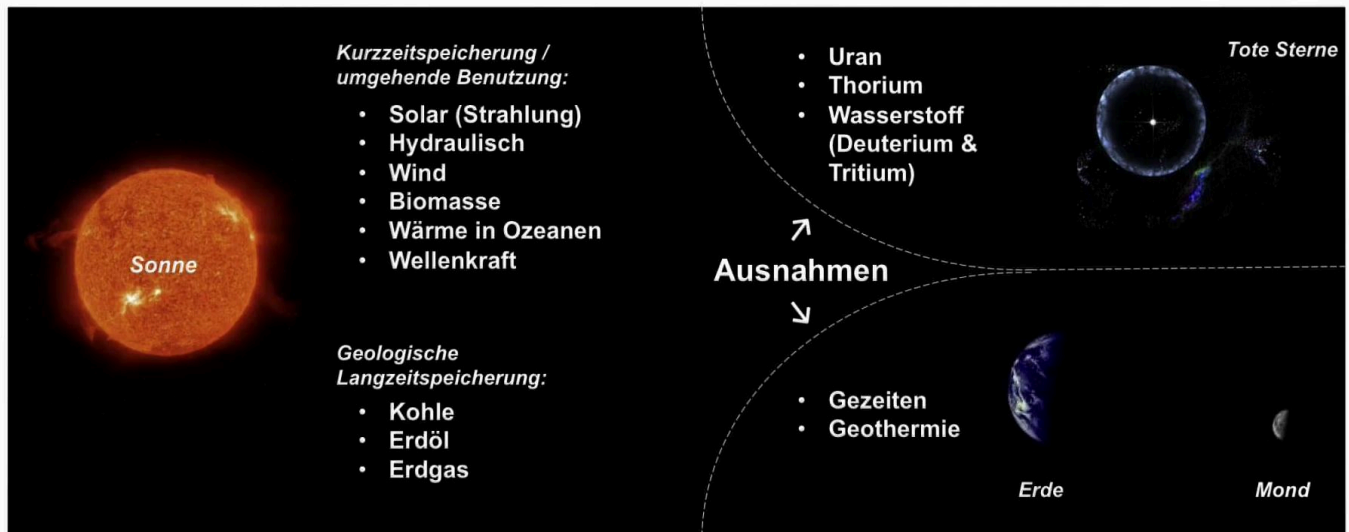 Kurzzeitspeicherung /
umgehende Benutzung:
• Solar (Strahlung)
• Hydraulisch
• Wind
• Biomasse
• Wärme in Ozeanen
• Wellenkraft
Sonne
Geologische
Langzeitspeicherung:
• Kohle
• Erdöl
• Erdgas
Ausnahmen
• Uran
• Thorium
• Wasserstoff
(Deuterium &
Tritium)
Tote Sterne
• Gezeiten
• Geothermie
Erde
Mond